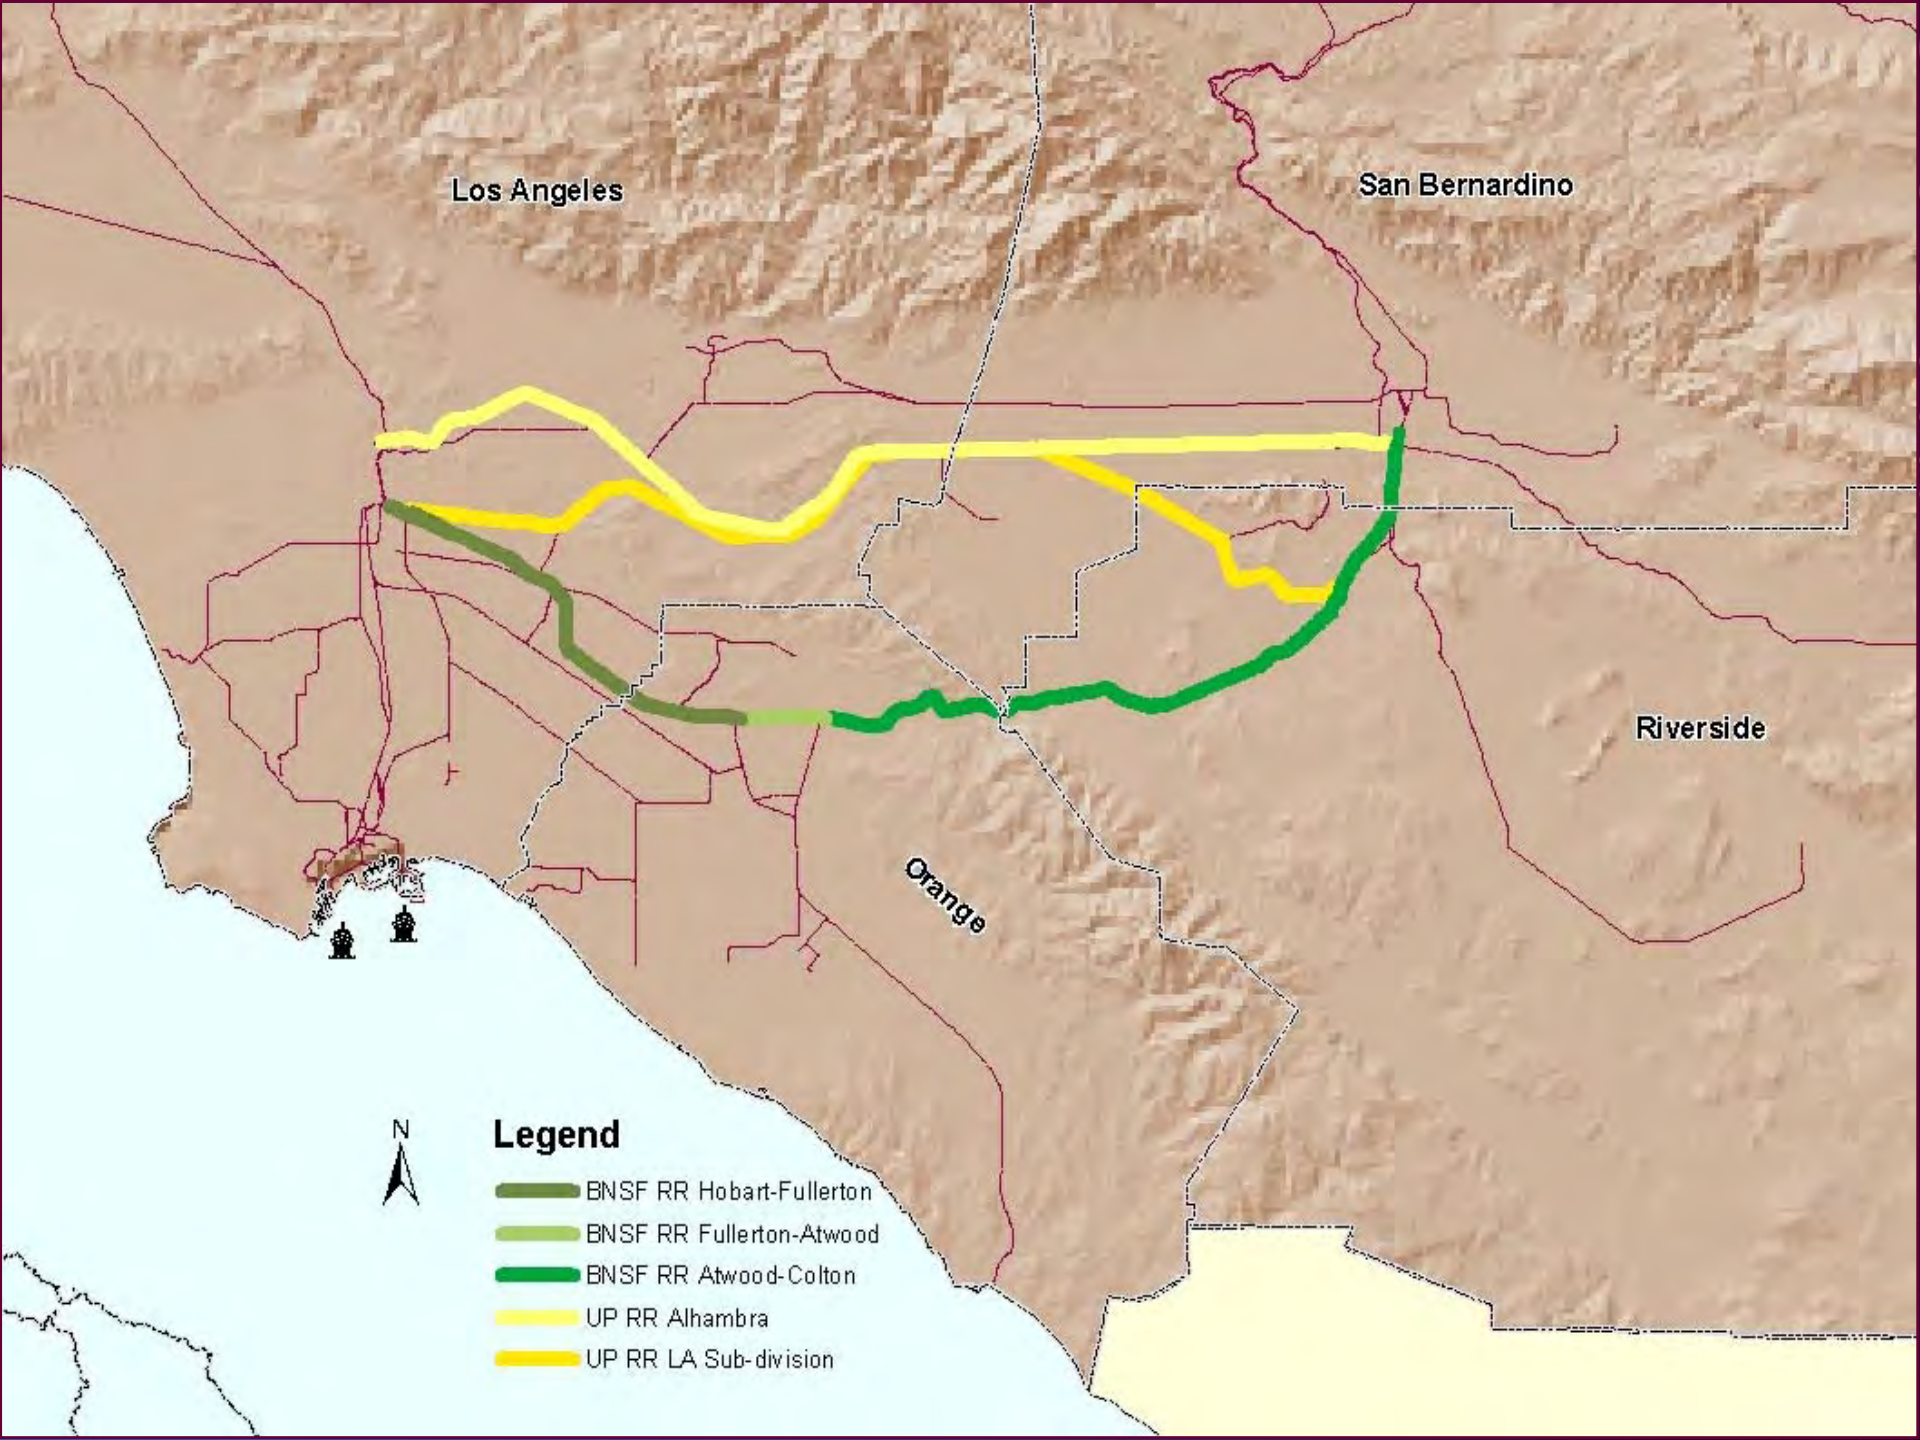 Los Angeles
San Bernardino
Riverside
Orange
N
Legend
BNSF RR Hobart-Fullerton
BNSF RR Fullerton-Atwood
BNSF RR Atwood-Colton
UP RR Alhambra
UP RR LA Sub-division